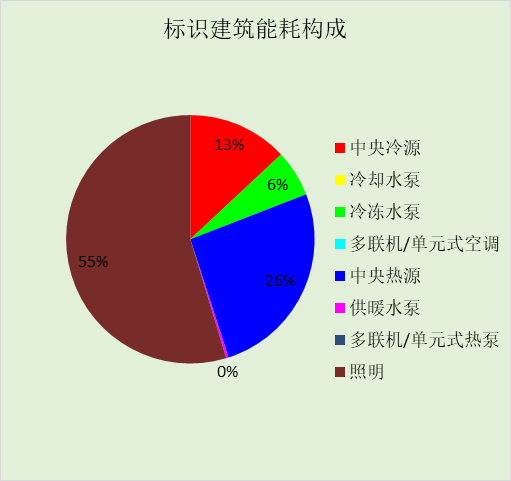 标识建筑能耗构成
13%
6%
26%
0%
55%
中央冷源
冷却水泵
冷冻水泵
多联机/单元式空调
中央热源
供暖水泵
多联机/单元式热泵
照明